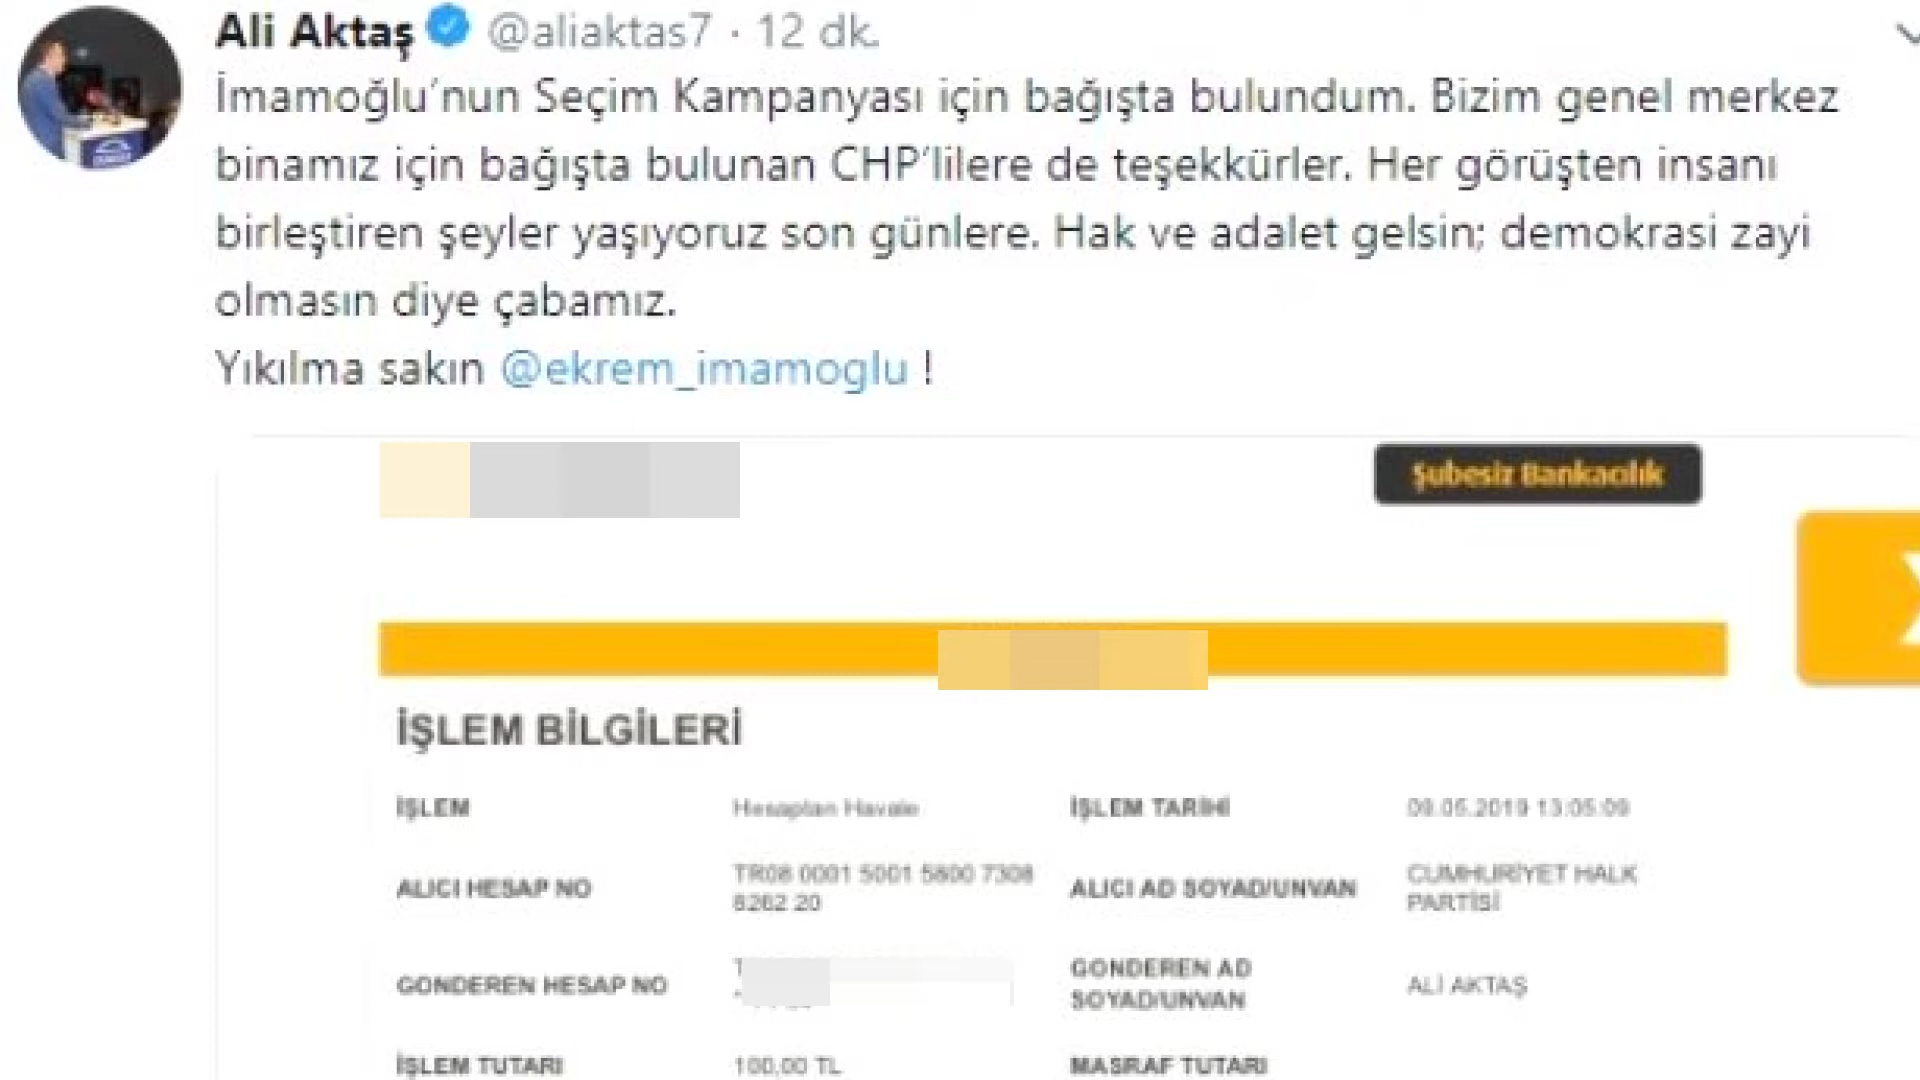 Ali Aktaş @aliaktas7 · 12 dk.
İmamoğlu'nun Seçim Kampanyası için bağışta bulundum. Bizim genel merkez
binamız için bağışta bulunan CHP'lilere de teşekkürler. Her görüşten insanı
birleştiren şeyler yaşıyoruz son günlere. Hak ve adalet gelsin; demokrasi zayi
olmasın diye çabamız.
Yıkılma sakın @ekrem_imamoglu !
Şubesiz Bankacılık
İŞLEM BİLGİLERİ
İŞLEM Hesaptan Havale İŞLEM TARİHİ 09.05.2019 13:05:09
ALICI HESAP NO TR08 0001 5001 5800 7308
8262 20 ALICI AD SOYAD/UNVAN CUMHURİYET HALK
PARTİSİ
GONDEREN HESAP NO GONDEREN AD
SOYAD/UNVAN ALİ AKTAŞ
İŞLEM TUTARI 100,00 TL MASRAF TUTARI